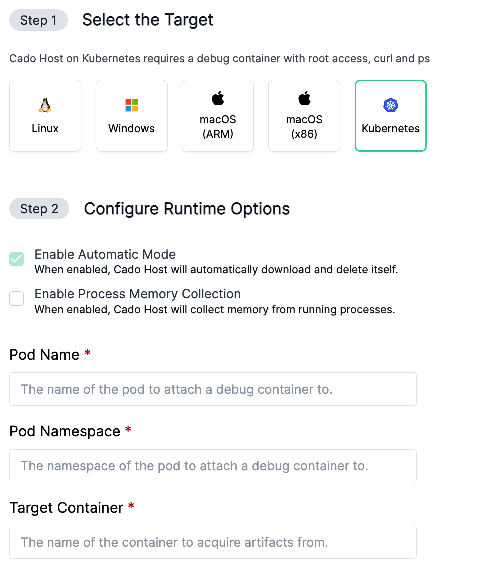 Step 1 Select the Target
Cado Host on Kubernetes requires a debug container with root access, curl and ps
Linux
Windows
macOS
(ARM)
macOS
(x86)
Kubernetes
Step 2 Configure Runtime Options
Enable Automatic Mode
When enabled, Cado Host will automatically download and delete itself.
Enable Process Memory Collection
When enabled, Cado Host will collect memory from running processes.
Pod Name *
The name of the pod to attach a debug container to.
Pod Namespace *
The namespace of the pod to attach a debug container to.
Target Container *
The name of the container to acquire artifacts from.